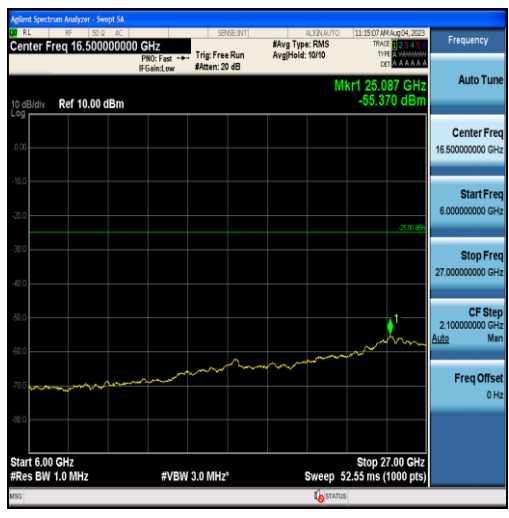 Agilent Spectrum Analyzer - Swept SA
RL RF 50 Ω AC SENSE:INT ALIGN AUTO 11:15:07 AM Aug 04, 2023
Center Freq 16.500000000 GHz
PNO: Fast
IFGain:Low
Trig: Free Run
#Atten: 20 dB
#Avg Type: RMS
Avg|Hold: 10/10
TRACE 1 2 3 4 5 6
TYPE A
DET A A A A A A
Mkr1 25.087 GHz
-55.370 dBm
10 dB/div Ref 10.00 dBm
Log
0.00
-10.0
-20.0
-25.00 dBm
-30.0
-40.0
1
-50.0
-60.0
-70.0
-80.0
Start 6.00 GHz Stop 27.00 GHz
#Res BW 1.0 MHz #VBW 3.0 MHz* Sweep 52.55 ms (1000 pts)
MSG STATUS
Frequency
Auto Tune
Center Freq
16.500000000 GHz
Start Freq
6.000000000 GHz
Stop Freq
27.000000000 GHz
CF Step
2.100000000 GHz
Auto Man
Freq Offset
0 Hz